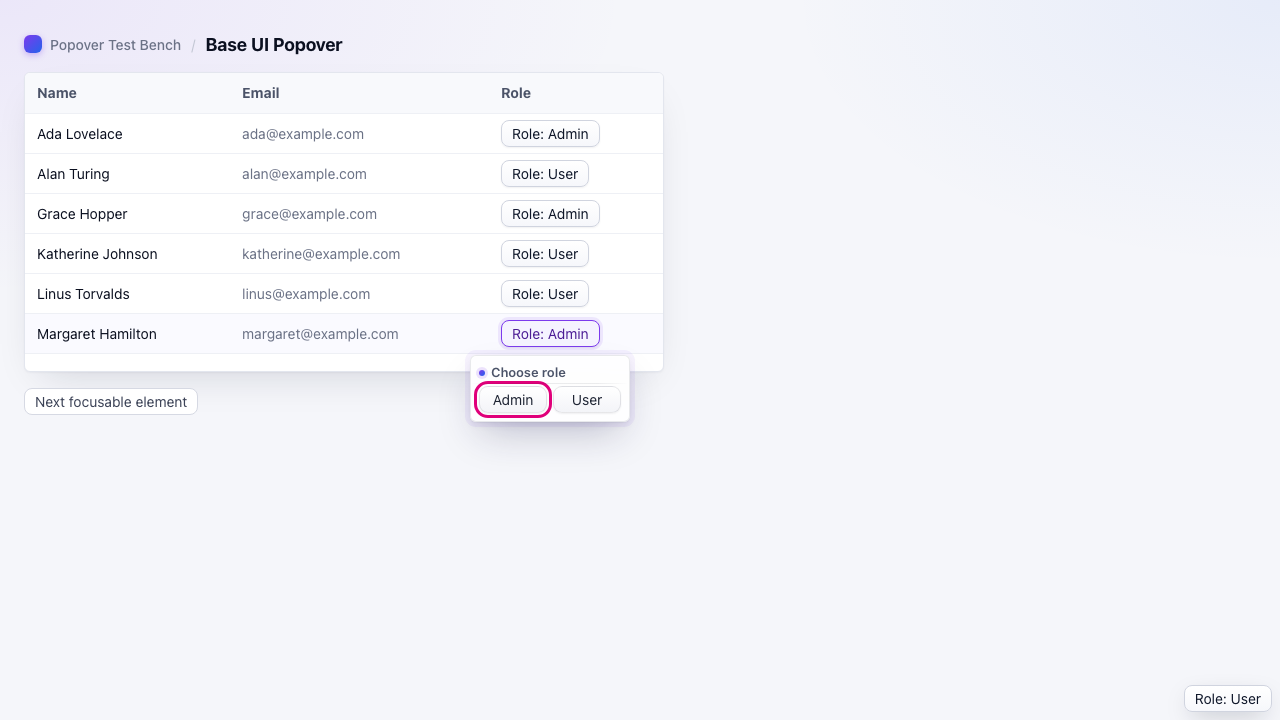 Popover Test Bench / Base UI Popover
Name Email Role
Ada Lovelace ada@example.com Role: Admin
Alan Turing alan@example.com Role: User
Grace Hopper grace@example.com Role: Admin
Katherine Johnson katherine@example.com Role: User
Linus Torvalds linus@example.com Role: User
Margaret Hamilton margaret@example.com Role: Admin
Choose role
Admin User
Next focusable element
Role: User